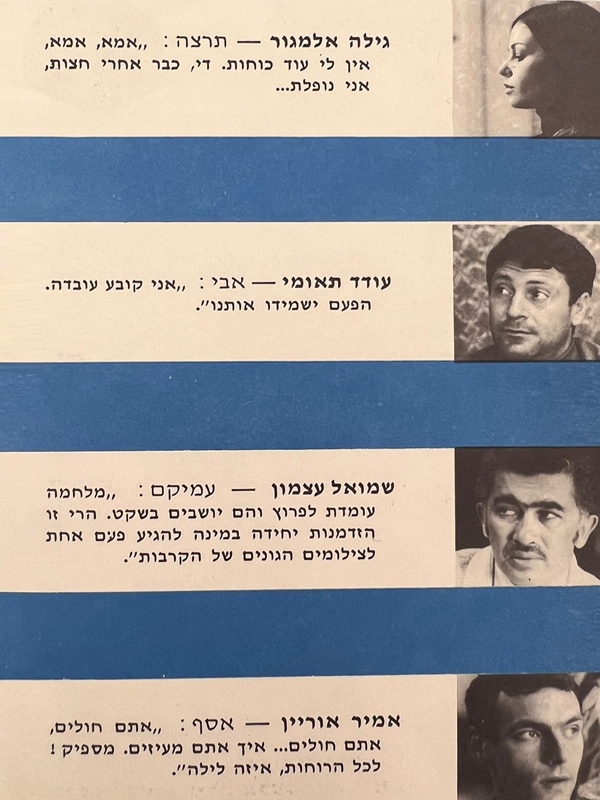 גילה אלמגור — תרצה: „אמא, אמא,
אין לי עוד כוחות. די, כבר אחרי חצות,
אני נופלת...
עודד תאומי — אבי: „אני קובע עובדה.
הפעם ישמידו אותנו”.
שמואל עצמון — עמיקם: „מלחמה
עומדת לפרוץ והם יושבים בשקט. הרי זו
הזדמנות יחידה במינה להגיע פעם אחת
לצילומים הגונים של הקרבות”.
אמיר אוריין — אסף: „אתם חולים,
אתם חולים... איך אתם מעיזים. מספיק!
לכל הרוחות, איזה לילה”.